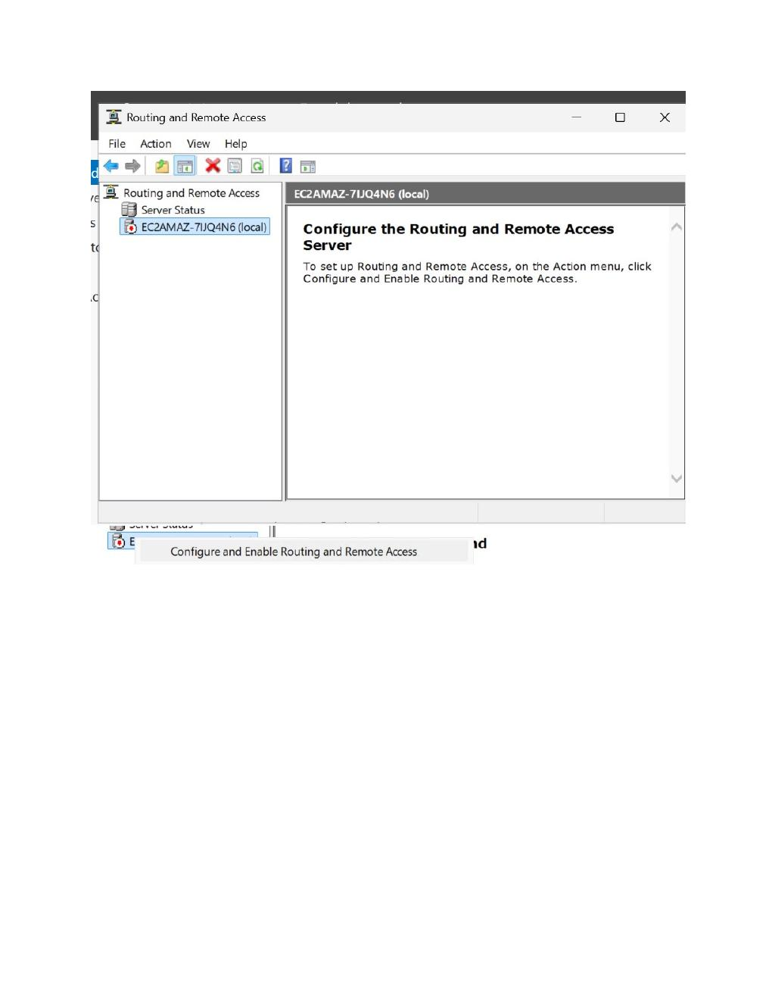 Routing and Remote Access
File Action View Help
Routing and Remote Access
Server Status
EC2AMAZ-7IJQ4N6 (local)
EC2AMAZ-7IJQ4N6 (local)
Configure the Routing and Remote Access
Server
To set up Routing and Remote Access, on the Action menu, click
Configure and Enable Routing and Remote Access.
Server Status
Configure and Enable Routing and Remote Access